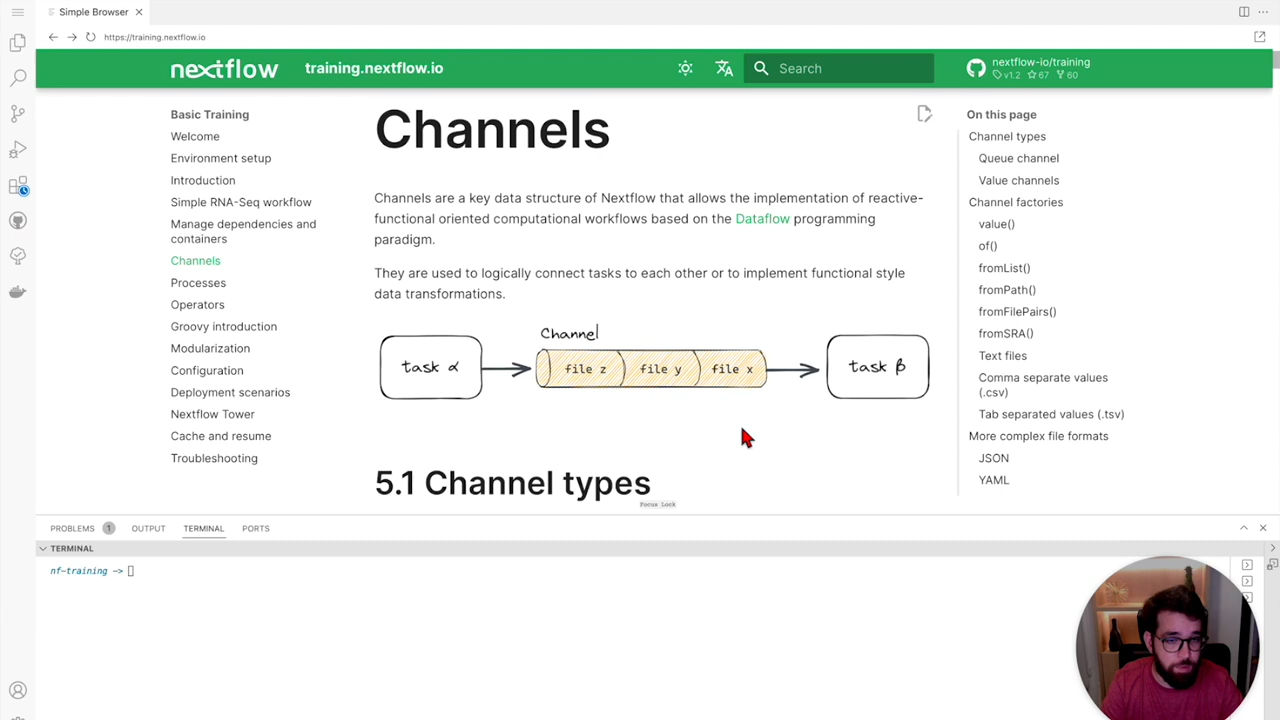 Simple Browser
https://training.nextflow.io
nextflow
training.nextflow.io
Search
nextflow-io/training
v1.2 67 60
Basic Training
Welcome
Environment setup
Introduction
Simple RNA-Seq workflow
Manage dependencies and
containers
Channels
Processes
Operators
Groovy introduction
Modularization
Configuration
Deployment scenarios
Nextflow Tower
Cache and resume
Troubleshooting
Channels
Channels are a key data structure of Nextflow that allows the implementation of reactive-
functional oriented computational workflows based on the Dataflow programming
paradigm.
They are used to logically connect tasks to each other or to implement functional style
data transformations.
Channel
task α
file z
file y
file x
task β
5.1 Channel types
Focus Lock
On this page
Channel types
Queue channel
Value channels
Channel factories
value()
of()
fromList()
fromPath()
fromFilePairs()
fromSRA()
Text files
Comma separate values
(.csv)
Tab separated values (.tsv)
More complex file formats
JSON
YAML
PROBLEMS 1 OUTPUT TERMINAL PORTS
TERMINAL
nf-training ->